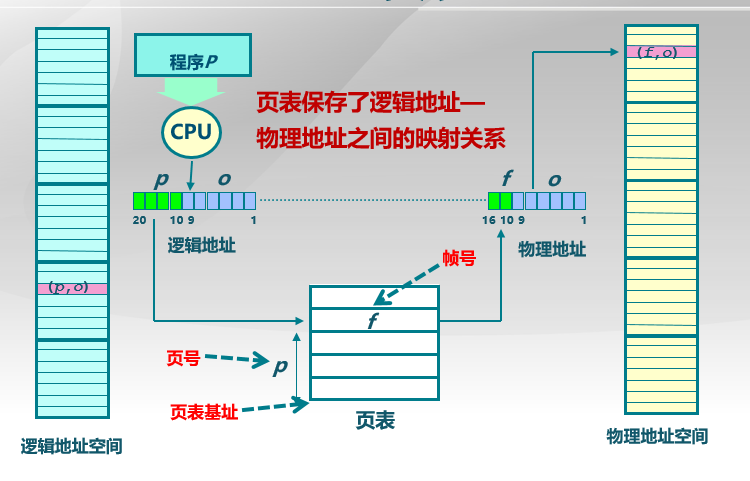 程序P
CPU
页表保存了逻辑地址—
物理地址之间的映射关系
(f,o)
p o
20 10 9 1
逻辑地址
f o
16 10 9 1
物理地址
(p,o)
帧号
f
页号
p
页表基址
页表
逻辑地址空间
物理地址空间